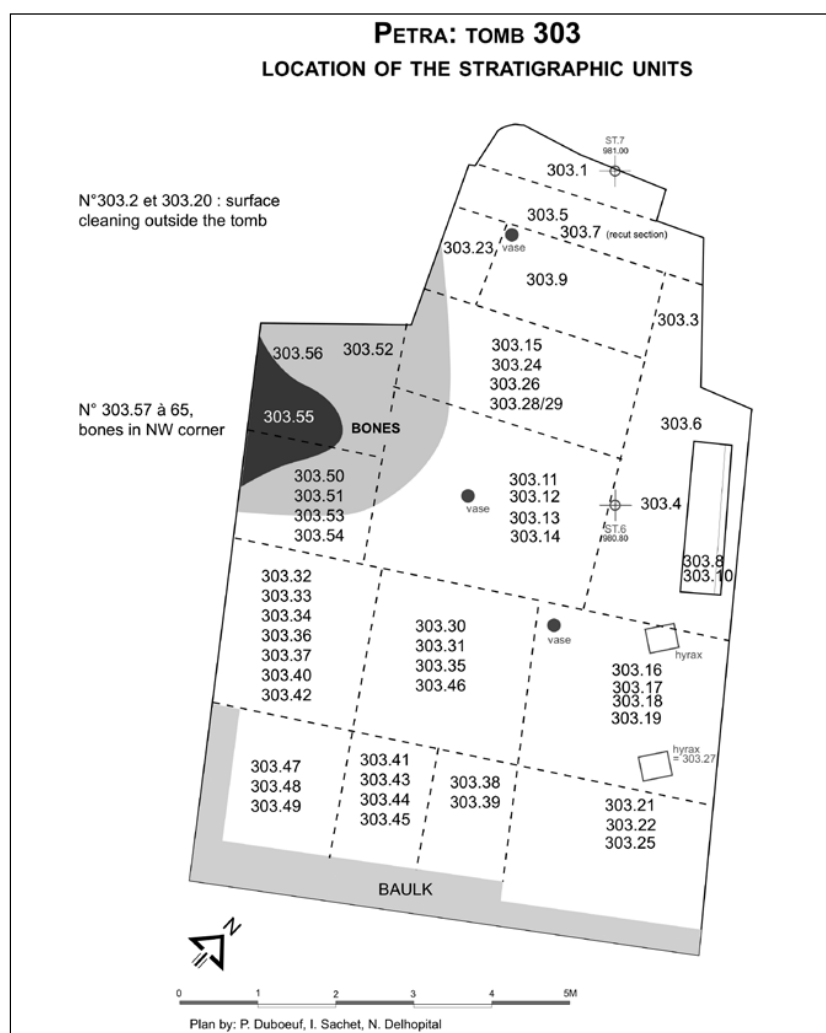 PETRA: TOMB 303
LOCATION OF THE STRATIGRAPHIC UNITS
ST.7
981.00
303.1
N°303.2 et 303.20 : surface
cleaning outside the tomb
303.5
303.7 (recut section)
303.23
vase
303.9
303.3
303.56
303.52
303.15
303.24
303.26
303.28/29
N° 303.57 à 65,
bones in NW corner
303.55
BONES
303.6
303.50
303.51
303.53
303.54
vase
303.11
303.12
303.13
303.14
303.4
ST.6
980.80
303.8
303.10
303.32
303.33
303.34
303.36
303.37
303.40
303.42
303.30
303.31
303.35
303.46
vase
hyrax
303.16
303.17
303.18
303.19
hyrax
= 303.27
303.47
303.48
303.49
303.41
303.43
303.44
303.45
303.38
303.39
303.21
303.22
303.25
BAULK
N
0 1 2 3 4 5M
Plan by: P. Duboeuf, I. Sachet, N. Delhopital